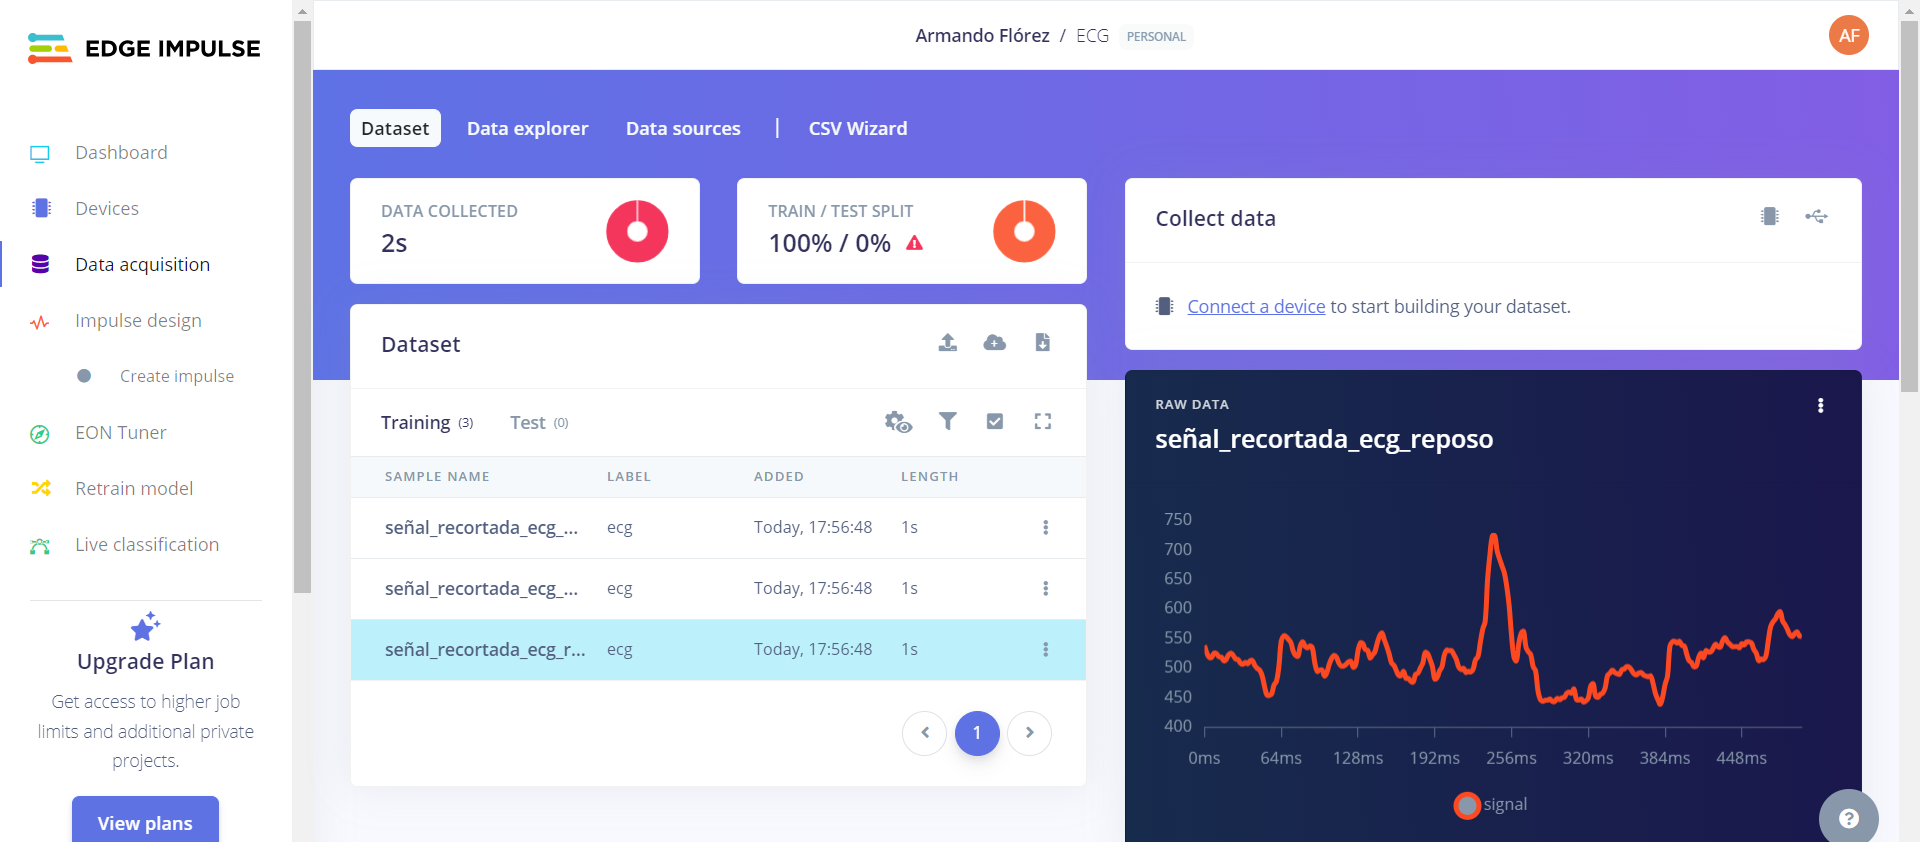 EDGE IMPULSE
Armando Flórez / ECG PERSONAL
AF
Dashboard
Devices
Data acquisition
Impulse design
Create impulse
EON Tuner
Retrain model
Live classification
Upgrade Plan
Get access to higher job
limits and additional private
projects.
View plans
Dataset Data explorer Data sources | CSV Wizard
DATA COLLECTED
2s
TRAIN / TEST SPLIT
100% / 0%
Collect data
Connect a device to start building your dataset.
Dataset
Training (3) Test (0)
SAMPLE NAME LABEL ADDED LENGTH
señal_recortada_ecg_... ecg Today, 17:56:48 1s
señal_recortada_ecg_... ecg Today, 17:56:48 1s
señal_recortada_ecg_r... ecg Today, 17:56:48 1s
1
RAW DATA
señal_recortada_ecg_reposo
750
700
650
600
550
500
450
400
0ms 64ms 128ms 192ms 256ms 320ms 384ms 448ms
signal
?